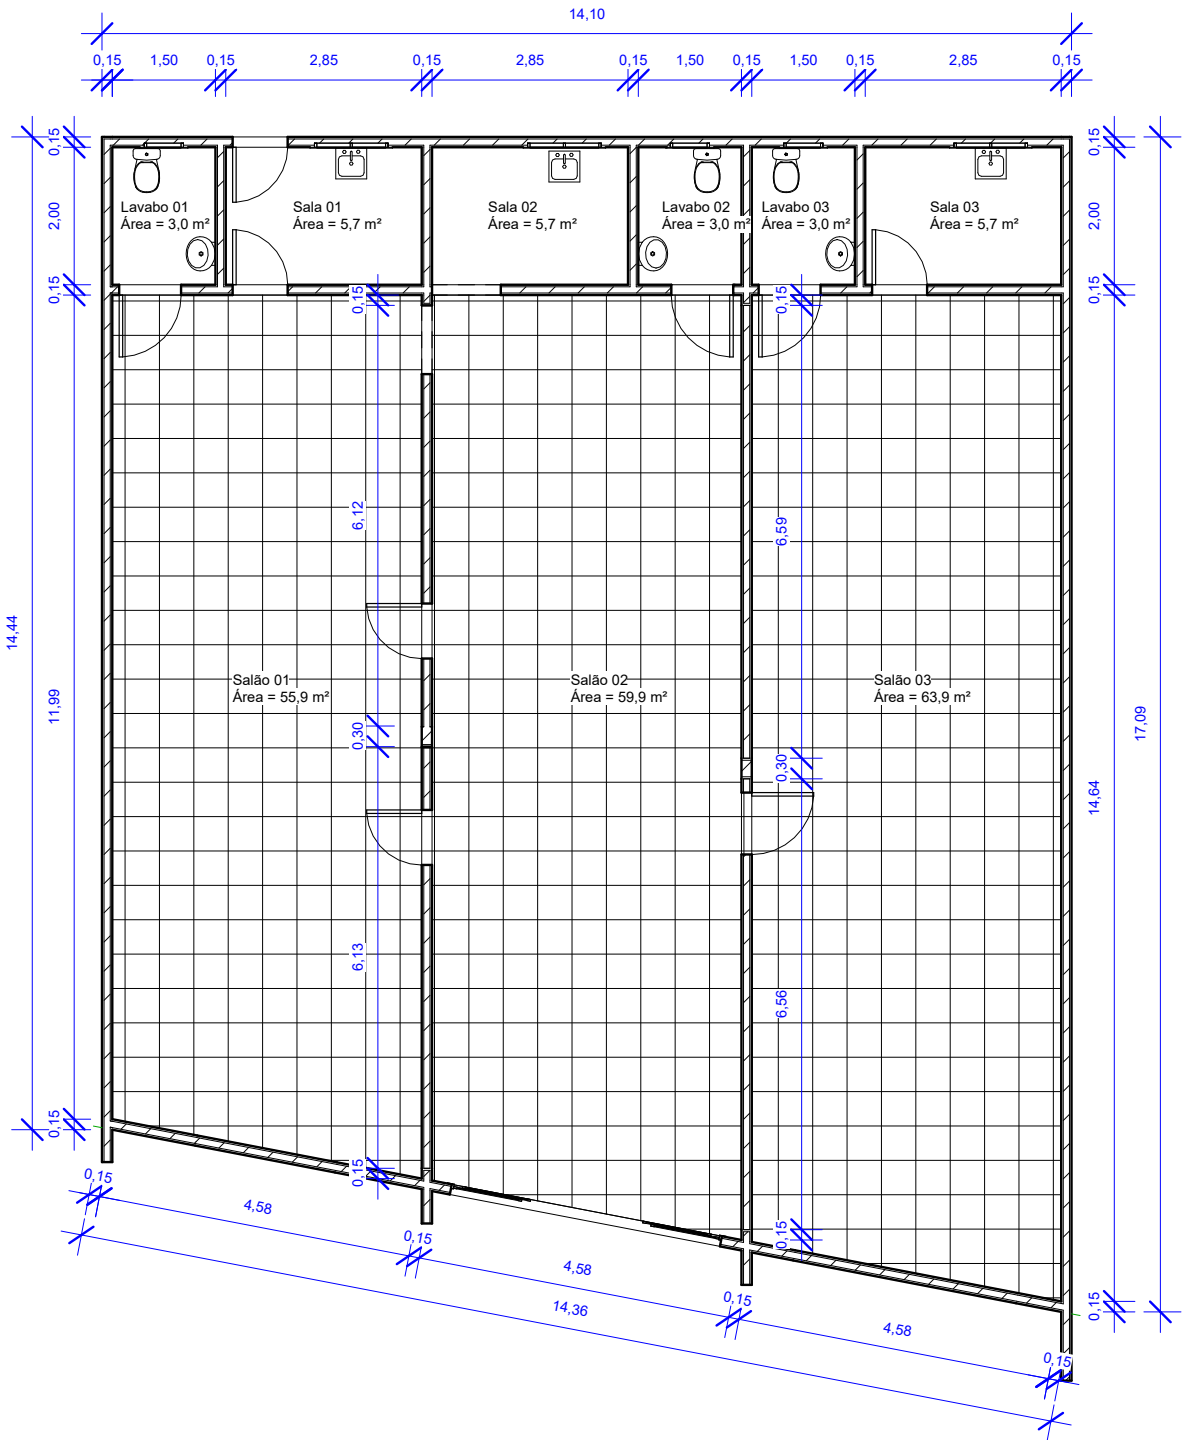 14,10
0,15 1,50 0,15 2,85 0,15 2,85 0,15 1,50 0,15 1,50 0,15 2,85 0,15
0,15
2,00
0,15
14,44
11,99
0,15
Lavabo 01
Área = 3,0 m²
Sala 01
Área = 5,7 m²
Sala 02
Área = 5,7 m²
Lavabo 02
Área = 3,0 m²
Lavabo 03
Área = 3,0 m²
Sala 03
Área = 5,7 m²
0,15
2,00
0,15
0,15
6,12
0,30
6,13
0,15
0,15
6,59
0,30
6,56
0,15
Salão 01
Área = 55,9 m²
Salão 02
Área = 59,9 m²
Salão 03
Área = 63,9 m²
17,09
14,64
0,15
0,15
4,58
0,15
4,58
0,15
4,58
0,15
14,36